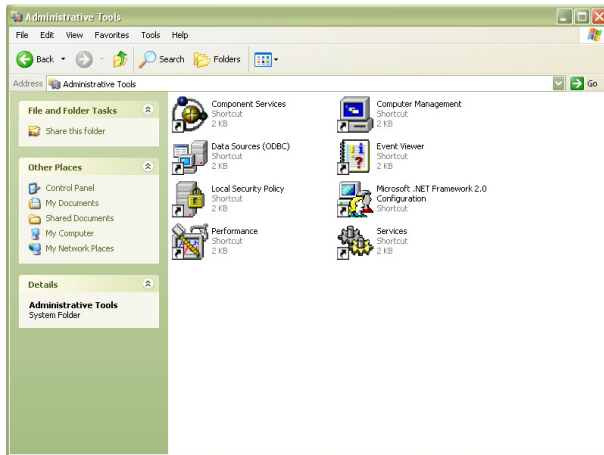 Administrative Tools
File Edit View Favorites Tools Help
Back Search Folders
Address Administrative Tools Go
File and Folder Tasks
Share this folder
Other Places
Control Panel
My Documents
Shared Documents
My Computer
My Network Places
Details
Administrative Tools
System Folder
Component Services
Shortcut
2 KB
Computer Management
Shortcut
2 KB
Data Sources (ODBC)
Shortcut
2 KB
Event Viewer
Shortcut
2 KB
Local Security Policy
Shortcut
2 KB
Microsoft .NET Framework 2.0
Configuration
Shortcut
Performance
Shortcut
2 KB
Services
Shortcut
2 KB